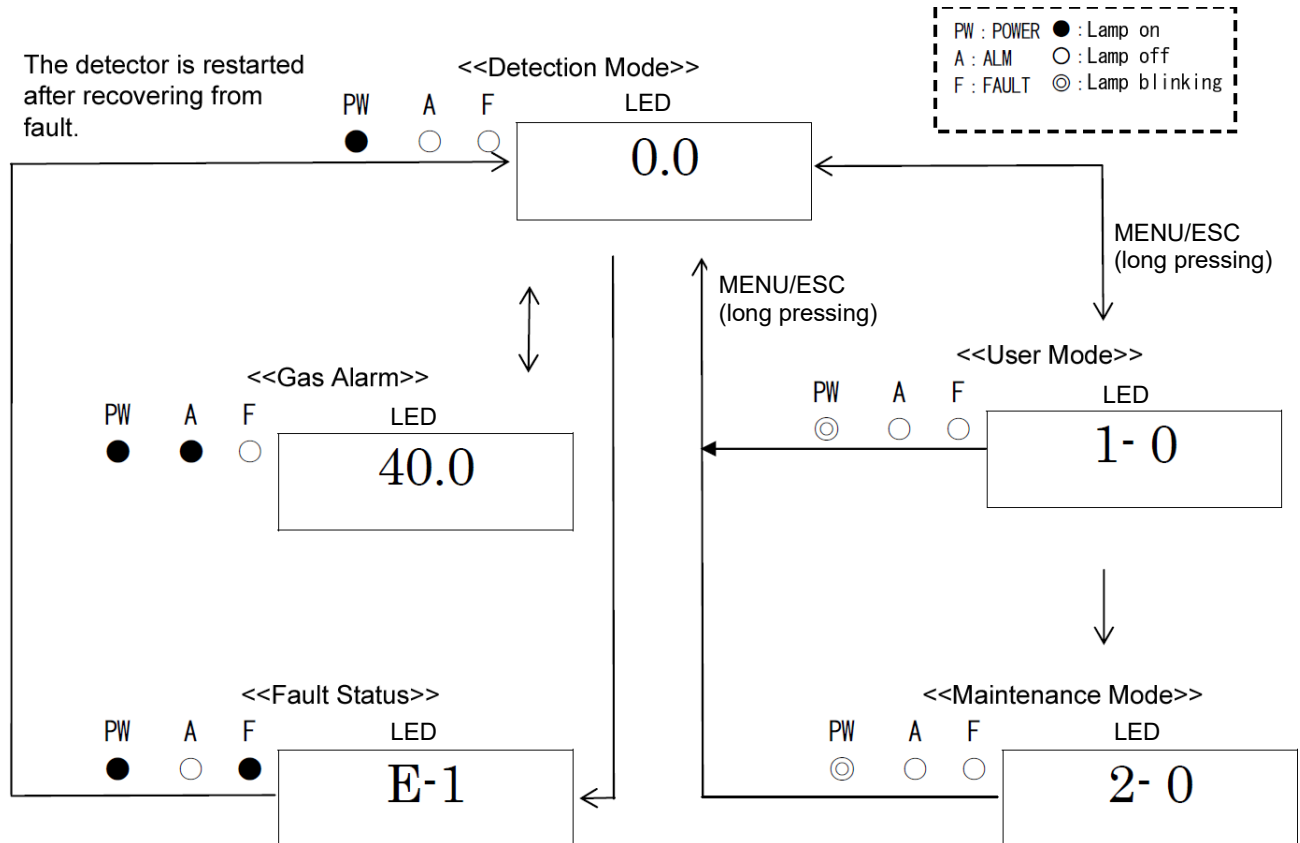 PW : POWER ● : Lamp on
A : ALM ○ : Lamp off
F : FAULT ◎ : Lamp blinking
The detector is restarted
after recovering from
fault.
<<Detection Mode>>
PW A F LED
● ○ ○ 0.0
MENU/ESC
(long pressing)
MENU/ESC
(long pressing)
<<Gas Alarm>>
PW A F LED
● ● ○ 40.0
<<User Mode>>
PW A F LED
◎ ○ ○ 1- 0
<<Fault Status>>
PW A F LED
● ○ ● E-1
<<Maintenance Mode>>
PW A F LED
◎ ○ ○ 2- 0